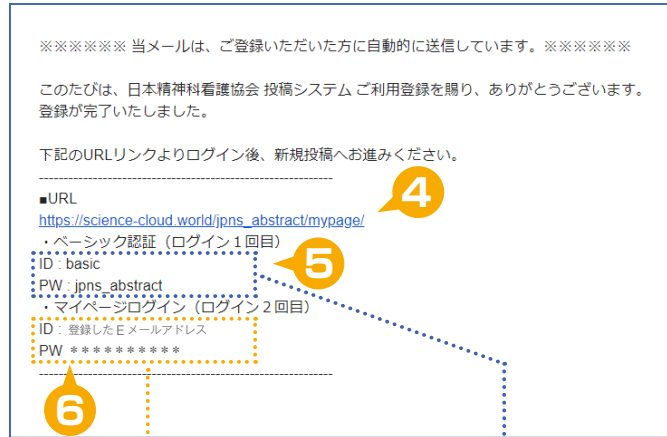 ※※※※※※ 当メールは、ご登録いただいた方に自動的に送信しています。※※※※※※
このたびは、日本精神科看護協会 投稿システム ご利用登録を賜り、ありがとうございます。
登録が完了いたしました。
下記のURLリンクよりログイン後、新規投稿へお進みください。
------------------------------------------------------------
■URL
4
https://science-cloud.world/jpns_abstract/mypage/
・ベーシック認証（ログイン１回目）
ID : basic
5
PW : jpns_abstract
・マイページログイン（ログイン２回目）
ID : 登録したＥメールアドレス
PW ＊＊＊＊＊＊＊＊＊＊
------------------------------------------------------------
6